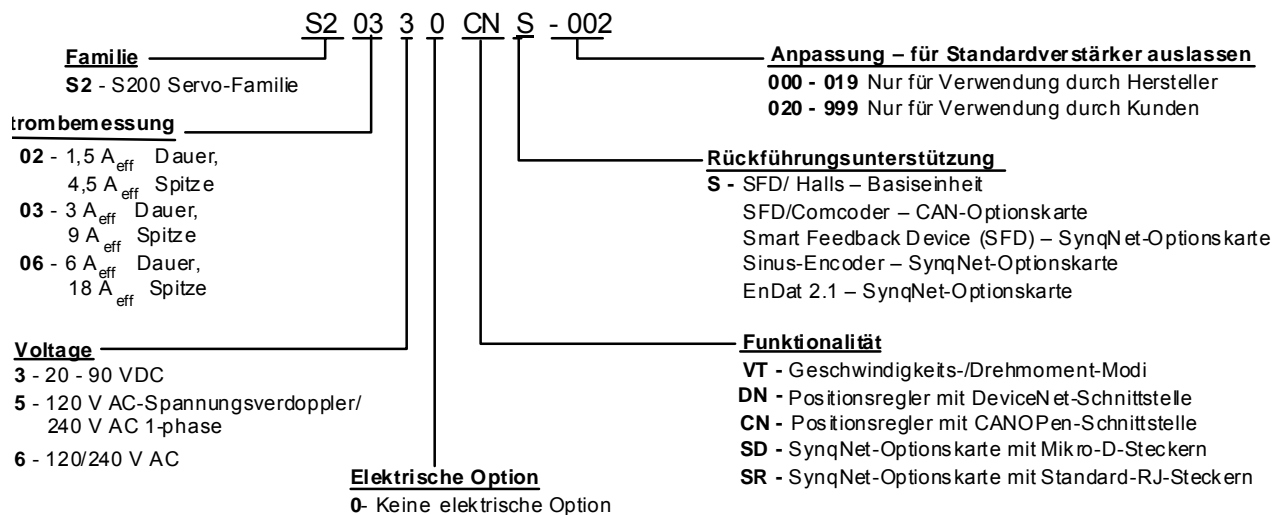 S2 03 3 0 CN S - 002
Familie
S2 - S200 Servo-Familie
trombemessung
02 - 1,5 A eff Dauer,
4,5 A eff Spitze
03 - 3 A eff Dauer,
9 A eff Spitze
06 - 6 A eff Dauer,
18 A eff Spitze
Voltage
3 - 20 - 90 VDC
5 - 120 V AC-Spannungsverdoppler/
240 V AC 1-phase
6 - 120/240 V AC
Elektrische Option
0- Keine elektrische Option
Anpassung – für Standardverstärker auslassen
000 - 019 Nur für Verwendung durch Hersteller
020 - 999 Nur für Verwendung durch Kunden
Rückführungsunterstützung
S - SFD/ Halls – Basiseinheit
SFD/Comcoder – CAN-Optionskarte
Smart Feedback Device (SFD) – SynqNet-Optionskarte
Sinus-Encoder – SynqNet-Optionskarte
EnDat 2.1 – SynqNet-Optionskarte
Funktionalität
VT - Geschwindigkeits-/Drehmoment-Modi
DN - Positionsregler mit DeviceNet-Schnittstelle
CN - Positionsregler mit CANOPen-Schnittstelle
SD - SynqNet-Optionskarte mit Mikro-D-Steckern
SR - SynqNet-Optionskarte mit Standard-RJ-Steckern